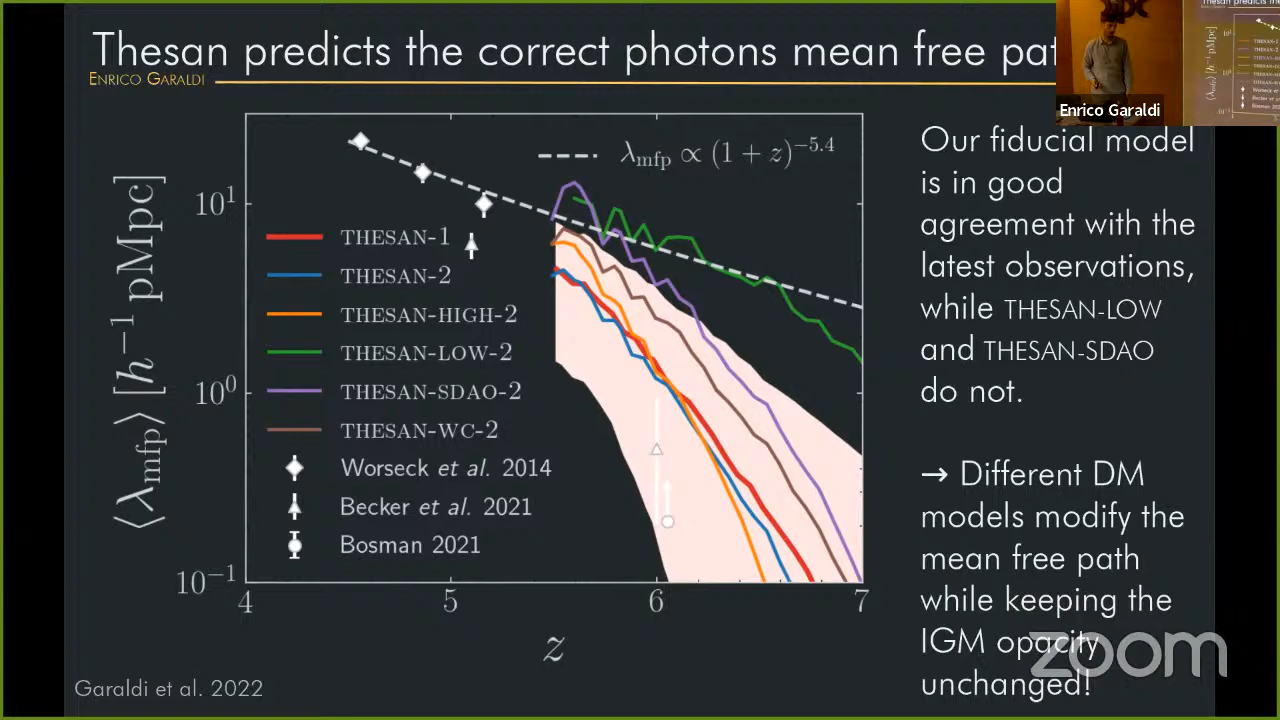 Thesan predicts the correct photons mean free pat
ENRICO GARALDI
Enrico Garaldi
⟨λmfp⟩ [h⁻¹ pMpc]
10¹
10⁰
10⁻¹
λmfp ∝ (1 + z)⁻⁵·⁴
THESAN-1
THESAN-2
THESAN-HIGH-2
THESAN-LOW-2
THESAN-SDAO-2
THESAN-WC-2
Worseck et al. 2014
Becker et al. 2021
Bosman 2021
4 5 6 7
z
Our fiducial model
is in good
agreement with the
latest observations,
while THESAN-LOW
and THESAN-SDAO
do not.
→ Different DM
models modify the
mean free path
while keeping the
IGM opacity
unchanged!
zoom
Garaldi et al. 2022